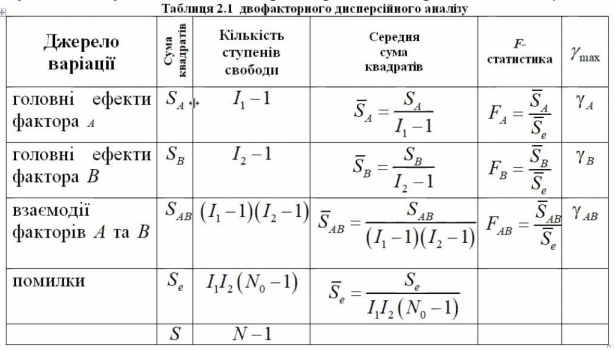 Таблиця 2.1 двофакторного дисперсійного аналізу
Джерело варіації | Сума квадратів | Кількість ступенів свободи | Середня сума квадратів | F-статистика | γ_max
головні ефекти фактора A | S_A | I₁ − 1 | S̅_A = S_A / (I₁ − 1) | F_A = S̅_A / S̅_e | γ_A
головні ефекти фактора B | S_B | I₂ − 1 | S̅_B = S_B / (I₂ − 1) | F_B = S̅_B / S̅_e | γ_B
взаємодії факторів A та B | S_AB | (I₁ − 1)(I₂ − 1) | S̅_AB = S_AB / ((I₁ − 1)(I₂ − 1)) | F_AB = S̅_AB / S̅_e | γ_AB
помилки | S_e | I₁I₂(N₀ − 1) | S̅_e = S_e / (I₁I₂(N₀ − 1))
S | N − 1